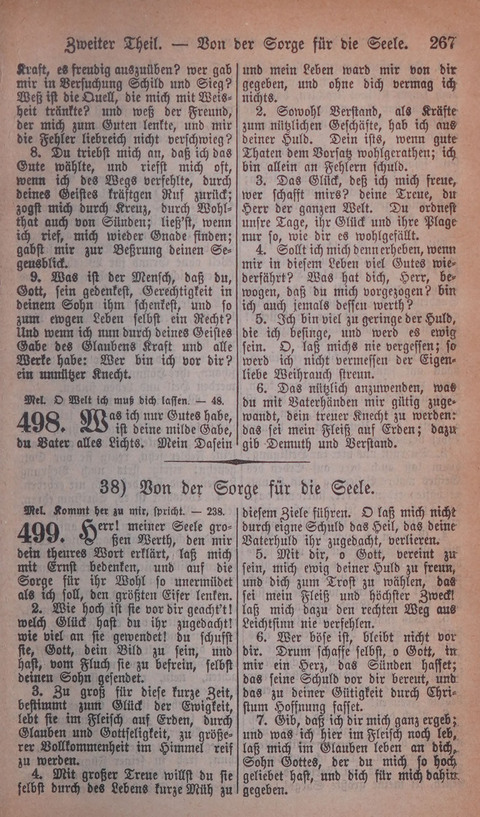 Zweiter Theil. — Von der Sorge für die Seele. 267
Kraft, es freudig auszuüben? wer gab
mir in Versuchung Schild und Sieg?
Weß ist die Quell, die mich mit Weis-
heit tränkte? und weß der Freund,
der mich zum Guten lenkte, und mir
die Fehler liebreich nicht verschwieg?
8. Du triebst mich an, daß ich das
Gute wählte, und riefst mich oft,
wenn ich des Wegs verfehlte, durch
deines Geistes kräftgen Ruf zurück;
zogst mich durch Kreuz, durch Wohl-
that auch von Sünden; ließ'st, wenn
ich rief, mich wieder Gnade finden;
gabst mir zur Beßrung deinen Se-
gensblick.
9. Was ist der Mensch, daß du,
Gott, sein gedenkest, Gerechtigkeit in
deinem Sohn ihm schenkest, und so
zum ewgen Leben selbst ein Recht?
Und wenn ich nun durch deines Geistes
Gabe des Glaubens Kraft und alle
Werke habe: Wer bin ich vor dir?
ein unnützer Knecht.
Mel. O Welt ich muß dich lassen. — 48.
498. Was ich nur Gutes habe,
ist deine milde Gabe,
du Vater alles Lichts. Mein Dasein
und mein Leben ward mir von dir
gegeben, und ohne dich vermag ich
nichts.
2. Sowohl Verstand, als Kräfte
zum nützlichen Geschäfte, hab ich aus
deiner Huld. Dein ists, wenn gute
Thaten dem Vorsatz wohlgerathen; ich
bin allein an Fehlern schuld.
3. Das Glück, deß ich mich freue,
wer schafft mirs? deine Treue, du
Herr der ganzen Welt. Du ordnest
unsre Tage, ihr Glück und ihre Plage
nur so, wie dir es wohlgefällt.
4. Sollt ich mich denn erheben, wenn
mir in diesem Leben viel Gutes wie-
derfährt? Was hat dich, Herr, be-
wogen, daß du mich vorgezogen? bin
ich auch jemals dessen werth?
5. Ich bin viel zu geringe der Huld,
die ich besinge, und werd es ewig
sein. O, laß michs nie vergessen; so
werd ich nicht vermessen der Eigen-
liebe Weihrauch streun.
6. Das nützlich anzuwenden, was
du mit Vaterhänden mir gütig zuge-
wandt, dein treuer Knecht zu werden:
das sei mein Fleiß auf Erden; dazu
gib Demuth und Verstand.
38) Von der Sorge für die Seele.
Mel. Kommt her zu mir, spricht. — 238.
499. Herr! meiner Seele gro-
ßen Werth, den mir
dein theures Wort erklärt, laß mich
mit Ernst bedenken, und auf die
Sorge für ihr Wohl so unermüdet
als ich soll, den größten Eifer lenken.
2. Wie hoch ist sie vor dir geacht't!
welch Glück hast du ihr zugedacht!
wie viel an sie gewendet! du schufst
sie, Gott, dein Bild zu sein, und
hast, vom Fluch sie zu befrein, selbst
deinen Sohn gesendet.
3. Zu groß für diese kurze Zeit,
bestimmt zum Glück der Ewigkeit,
lebt sie im Fleisch auf Erden, durch
Glauben und Gottseligkeit, zu größe-
rer Vollkommenheit im Himmel reif
zu werden.
4. Mit großer Treue willst du sie
selbst durch des Lebens kurze Müh zu
diesem Ziele führen. O laß mich nicht
durch eigne Schuld das Heil, das deine
Vaterhuld ihr zugedacht, verlieren.
5. Mit dir, o Gott, vereint zu
sein, mich ewig deiner Huld zu freun,
und dich zum Trost zu wählen, das
sei mein Fleiß und höchster Zweck!
laß mich dazu den rechten Weg aus
Leichtsinn nie verfehlen.
6. Wer böse ist, bleibt nicht vor
dir. Drum schaffe selbst, o Gott, in
mir ein Herz, das Sünden hasset;
das seine Schuld vor dir bereut, und
das zu deiner Gütigkeit durch Chri-
stum Hoffnung fasset.
7. Gib, daß ich dir mich ganz ergeb;
und was ich hier im Fleisch noch leb,
laß mich im Glauben leben an dich,
Sohn Gottes, der du mich so hoch
geliebet hast, und dich für mich dahin
gegeben.